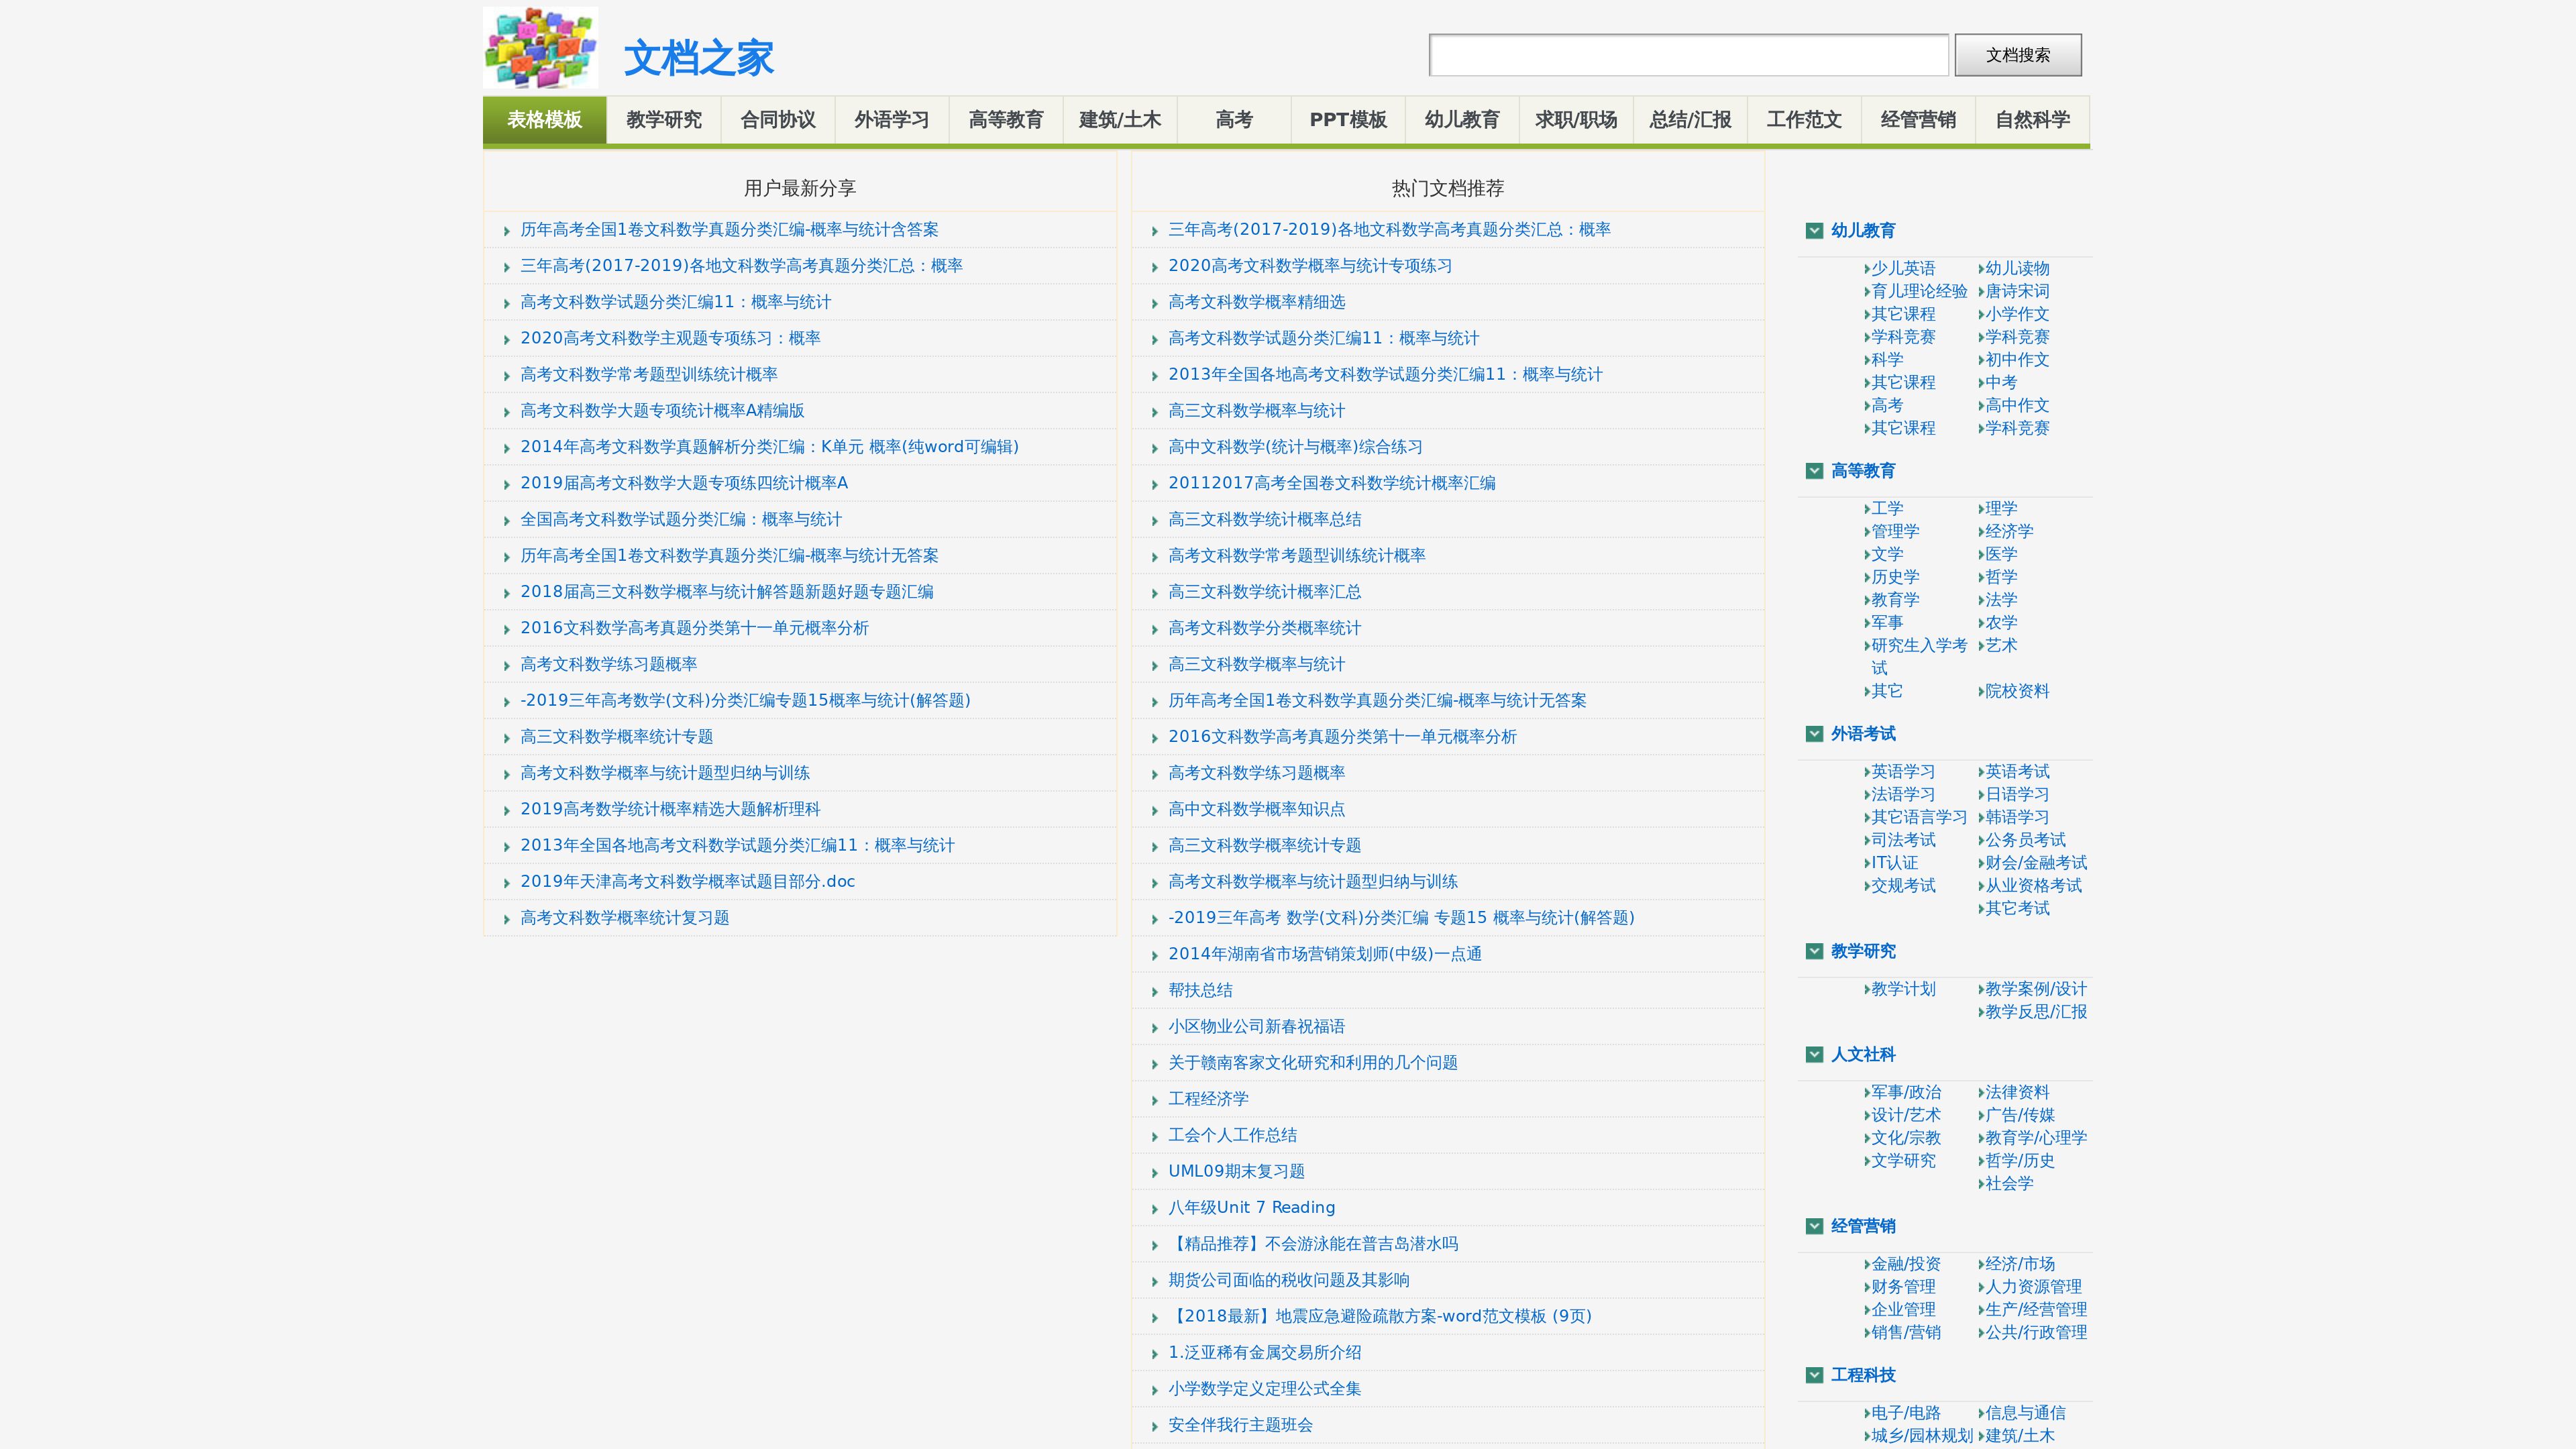 文档之家
文档搜索
表格模板 教学研究 合同协议 外语学习 高等教育 建筑/土木 高考 PPT模板 幼儿教育 求职/职场 总结/汇报 工作范文 经管营销 自然科学
用户最新分享
历年高考全国1卷文科数学真题分类汇编-概率与统计含答案
三年高考(2017-2019)各地文科数学高考真题分类汇总：概率
高考文科数学试题分类汇编11：概率与统计
2020高考文科数学主观题专项练习：概率
高考文科数学常考题型训练统计概率
高考文科数学大题专项统计概率A精编版
2014年高考文科数学真题解析分类汇编：K单元 概率(纯word可编辑)
2019届高考文科数学大题专项练四统计概率A
全国高考文科数学试题分类汇编：概率与统计
历年高考全国1卷文科数学真题分类汇编-概率与统计无答案
2018届高三文科数学概率与统计解答题新题好题专题汇编
2016文科数学高考真题分类第十一单元概率分析
高考文科数学练习题概率
-2019三年高考数学(文科)分类汇编专题15概率与统计(解答题)
高三文科数学概率统计专题
高考文科数学概率与统计题型归纳与训练
2019高考数学统计概率精选大题解析理科
2013年全国各地高考文科数学试题分类汇编11：概率与统计
2019年天津高考文科数学概率试题目部分.doc
高考文科数学概率统计复习题
热门文档推荐
三年高考(2017-2019)各地文科数学高考真题分类汇总：概率
2020高考文科数学概率与统计专项练习
高考文科数学概率精细选
高考文科数学试题分类汇编11：概率与统计
2013年全国各地高考文科数学试题分类汇编11：概率与统计
高三文科数学概率与统计
高中文科数学(统计与概率)综合练习
20112017高考全国卷文科数学统计概率汇编
高三文科数学统计概率总结
高考文科数学常考题型训练统计概率
高三文科数学统计概率汇总
高考文科数学分类概率统计
高三文科数学概率与统计
历年高考全国1卷文科数学真题分类汇编-概率与统计无答案
2016文科数学高考真题分类第十一单元概率分析
高考文科数学练习题概率
高中文科数学概率知识点
高三文科数学概率统计专题
高考文科数学概率与统计题型归纳与训练
-2019三年高考 数学(文科)分类汇编 专题15 概率与统计(解答题)
2014年湖南省市场营销策划师(中级)一点通
帮扶总结
小区物业公司新春祝福语
关于赣南客家文化研究和利用的几个问题
工程经济学
工会个人工作总结
UML09期末复习题
八年级Unit 7 Reading
【精品推荐】不会游泳能在普吉岛潜水吗
期货公司面临的税收问题及其影响
【2018最新】地震应急避险疏散方案-word范文模板 (9页)
1.泛亚稀有金属交易所介绍
小学数学定义定理公式全集
安全伴我行主题班会
幼儿教育
少儿英语 幼儿读物
育儿理论经验 唐诗宋词
其它课程 小学作文
学科竞赛 学科竞赛
科学 初中作文
其它课程 中考
高考 高中作文
其它课程 学科竞赛
高等教育
工学 理学
管理学 经济学
文学 医学
历史学 哲学
教育学 法学
军事 农学
研究生入学考 艺术
试
其它 院校资料
外语考试
英语学习 英语考试
法语学习 日语学习
其它语言学习 韩语学习
司法考试 公务员考试
IT认证 财会/金融考试
交规考试 从业资格考试
其它考试
教学研究
教学计划 教学案例/设计
教学反思/汇报
人文社科
军事/政治 法律资料
设计/艺术 广告/传媒
文化/宗教 教育学/心理学
文学研究 哲学/历史
社会学
经管营销
金融/投资 经济/市场
财务管理 人力资源管理
企业管理 生产/经营管理
销售/营销 公共/行政管理
工程科技
电子/电路 信息与通信
城乡/园林规划 建筑/土木